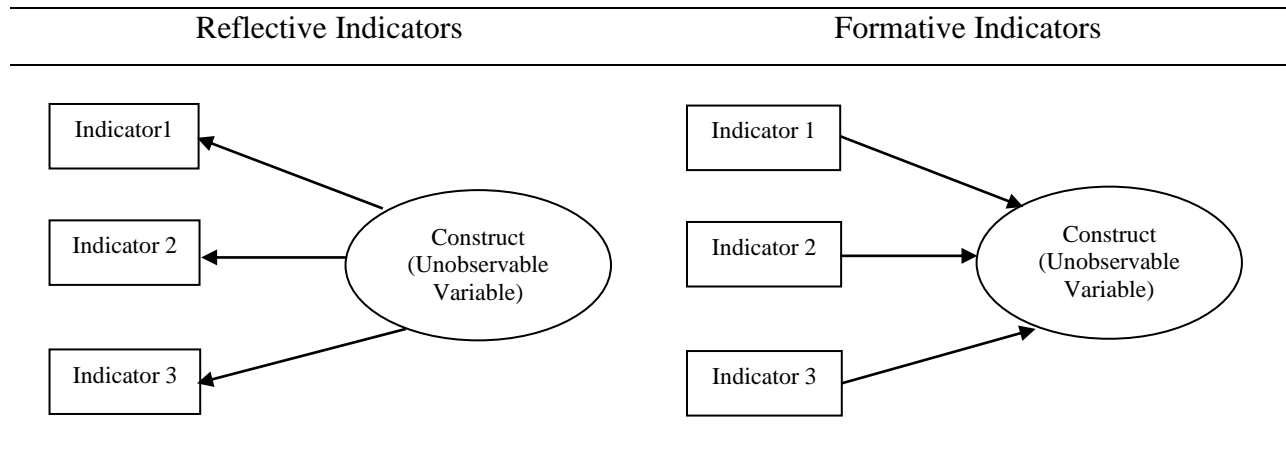 Reflective Indicators
Formative Indicators
Indicator1
Indicator 2
Indicator 3
Construct
(Unobservable
Variable)
Indicator 1
Indicator 2
Indicator 3
Construct
(Unobservable
Variable)